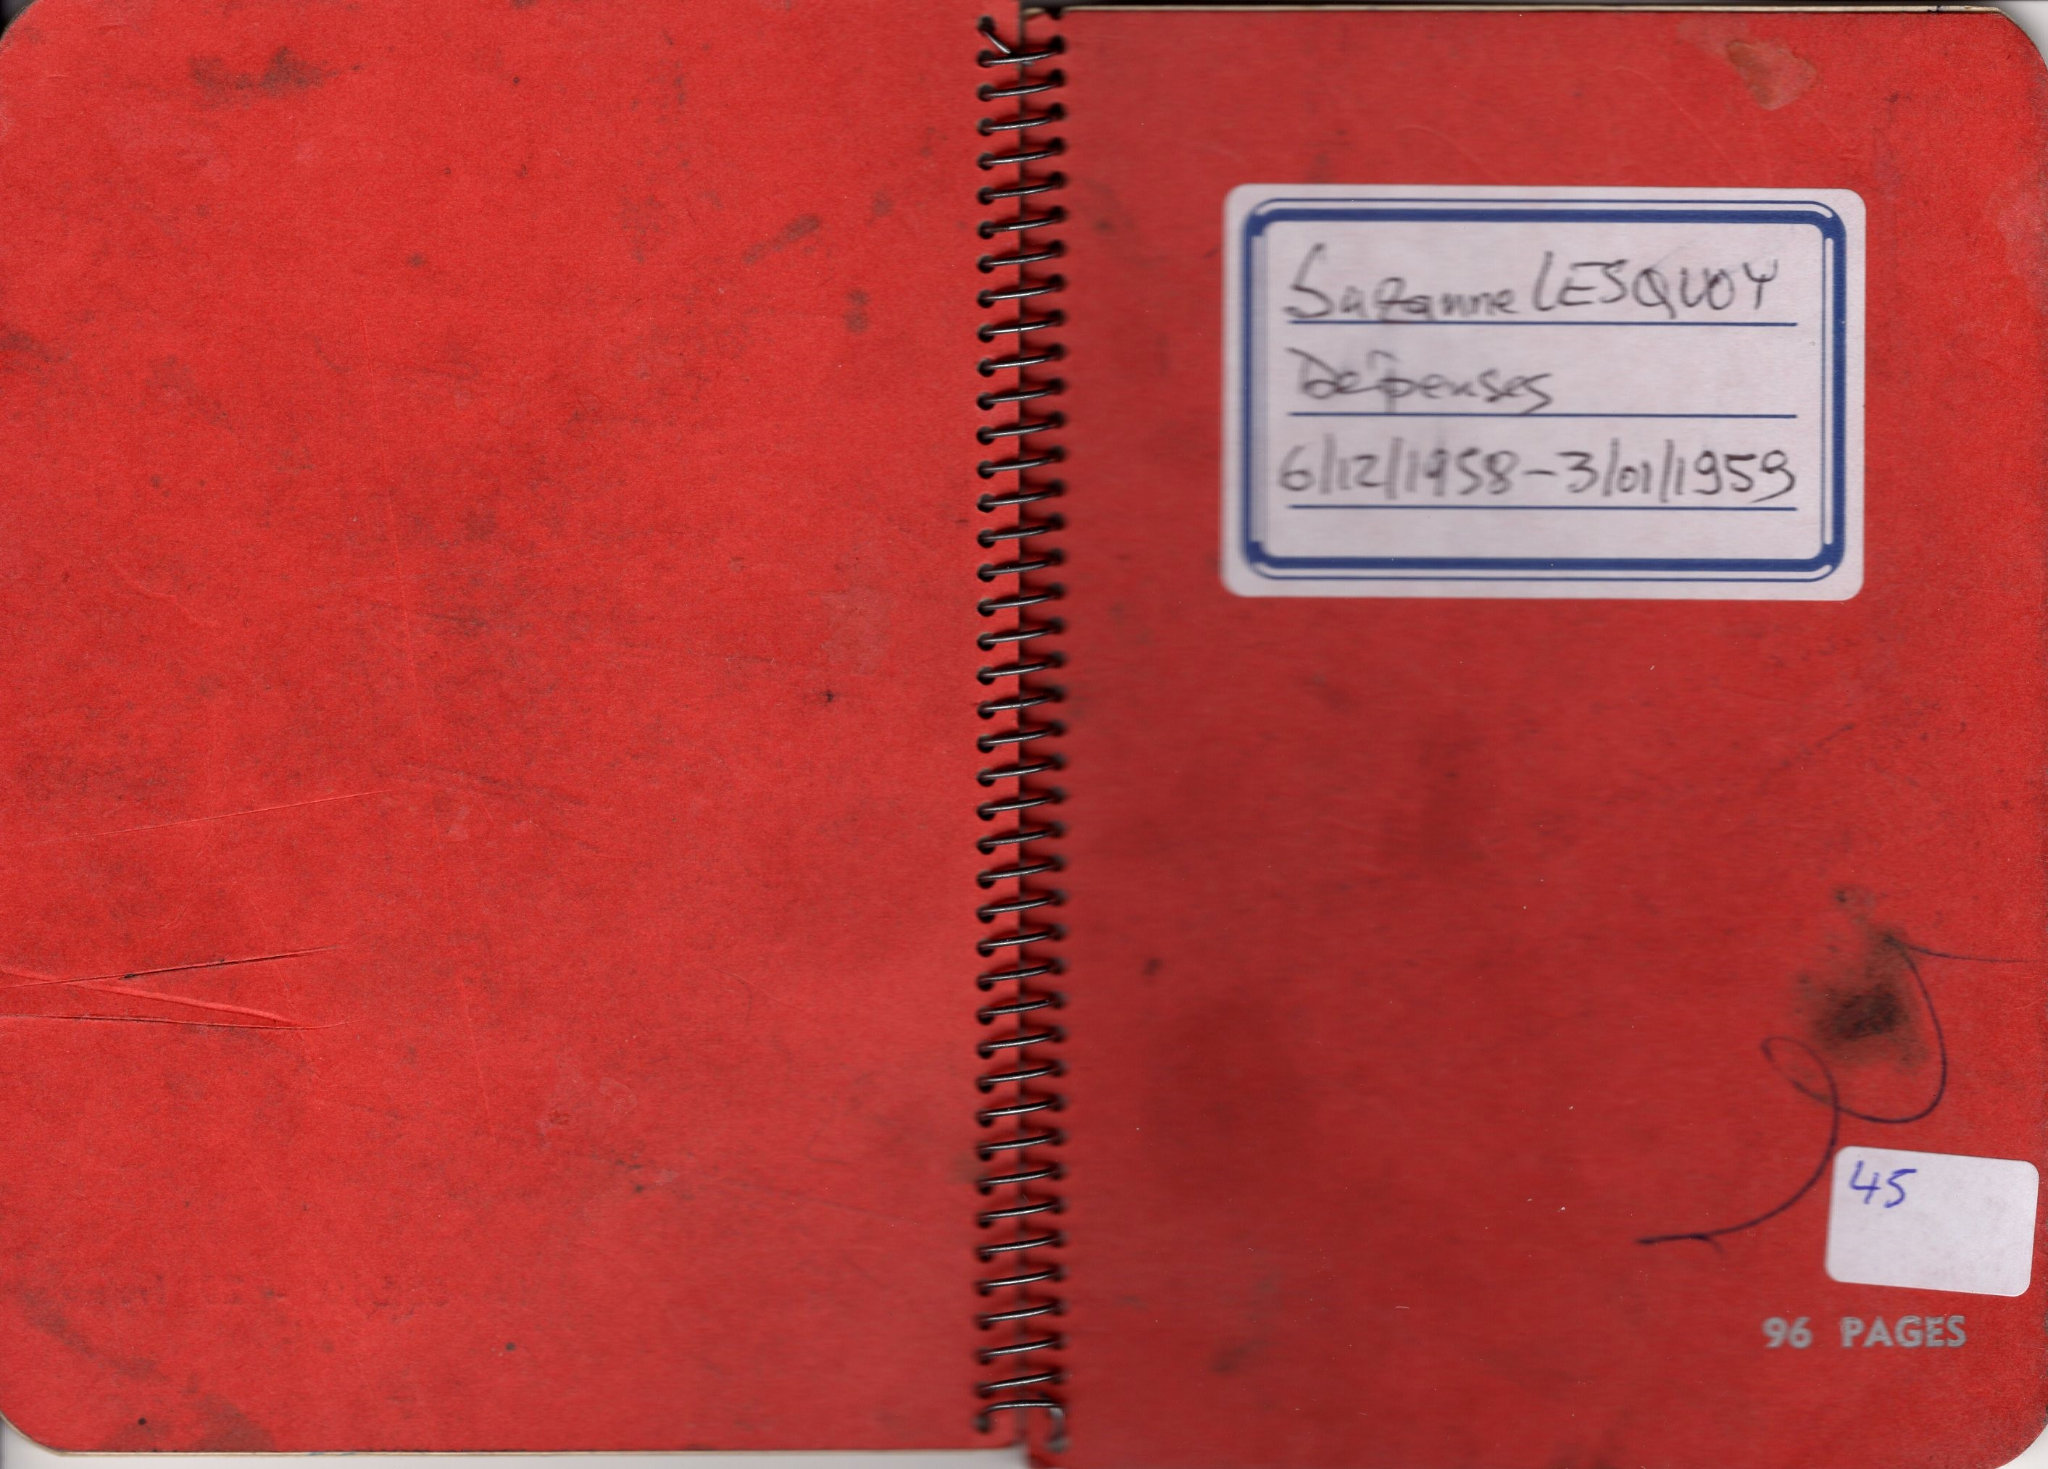 Suzanne LESQUOY
Dépenses
6/12/1958-3/01/1959
45
96 PAGES